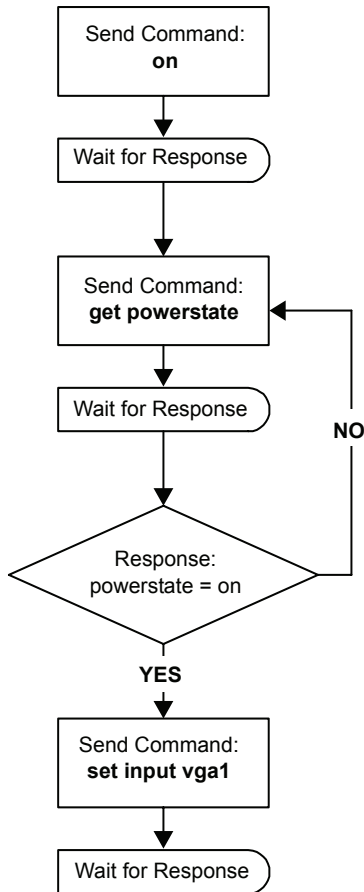 Send Command:
on
Wait for Response
Send Command:
get powerstate
Wait for Response
NO
Response:
powerstate = on
YES
Send Command:
set input vga1
Wait for Response